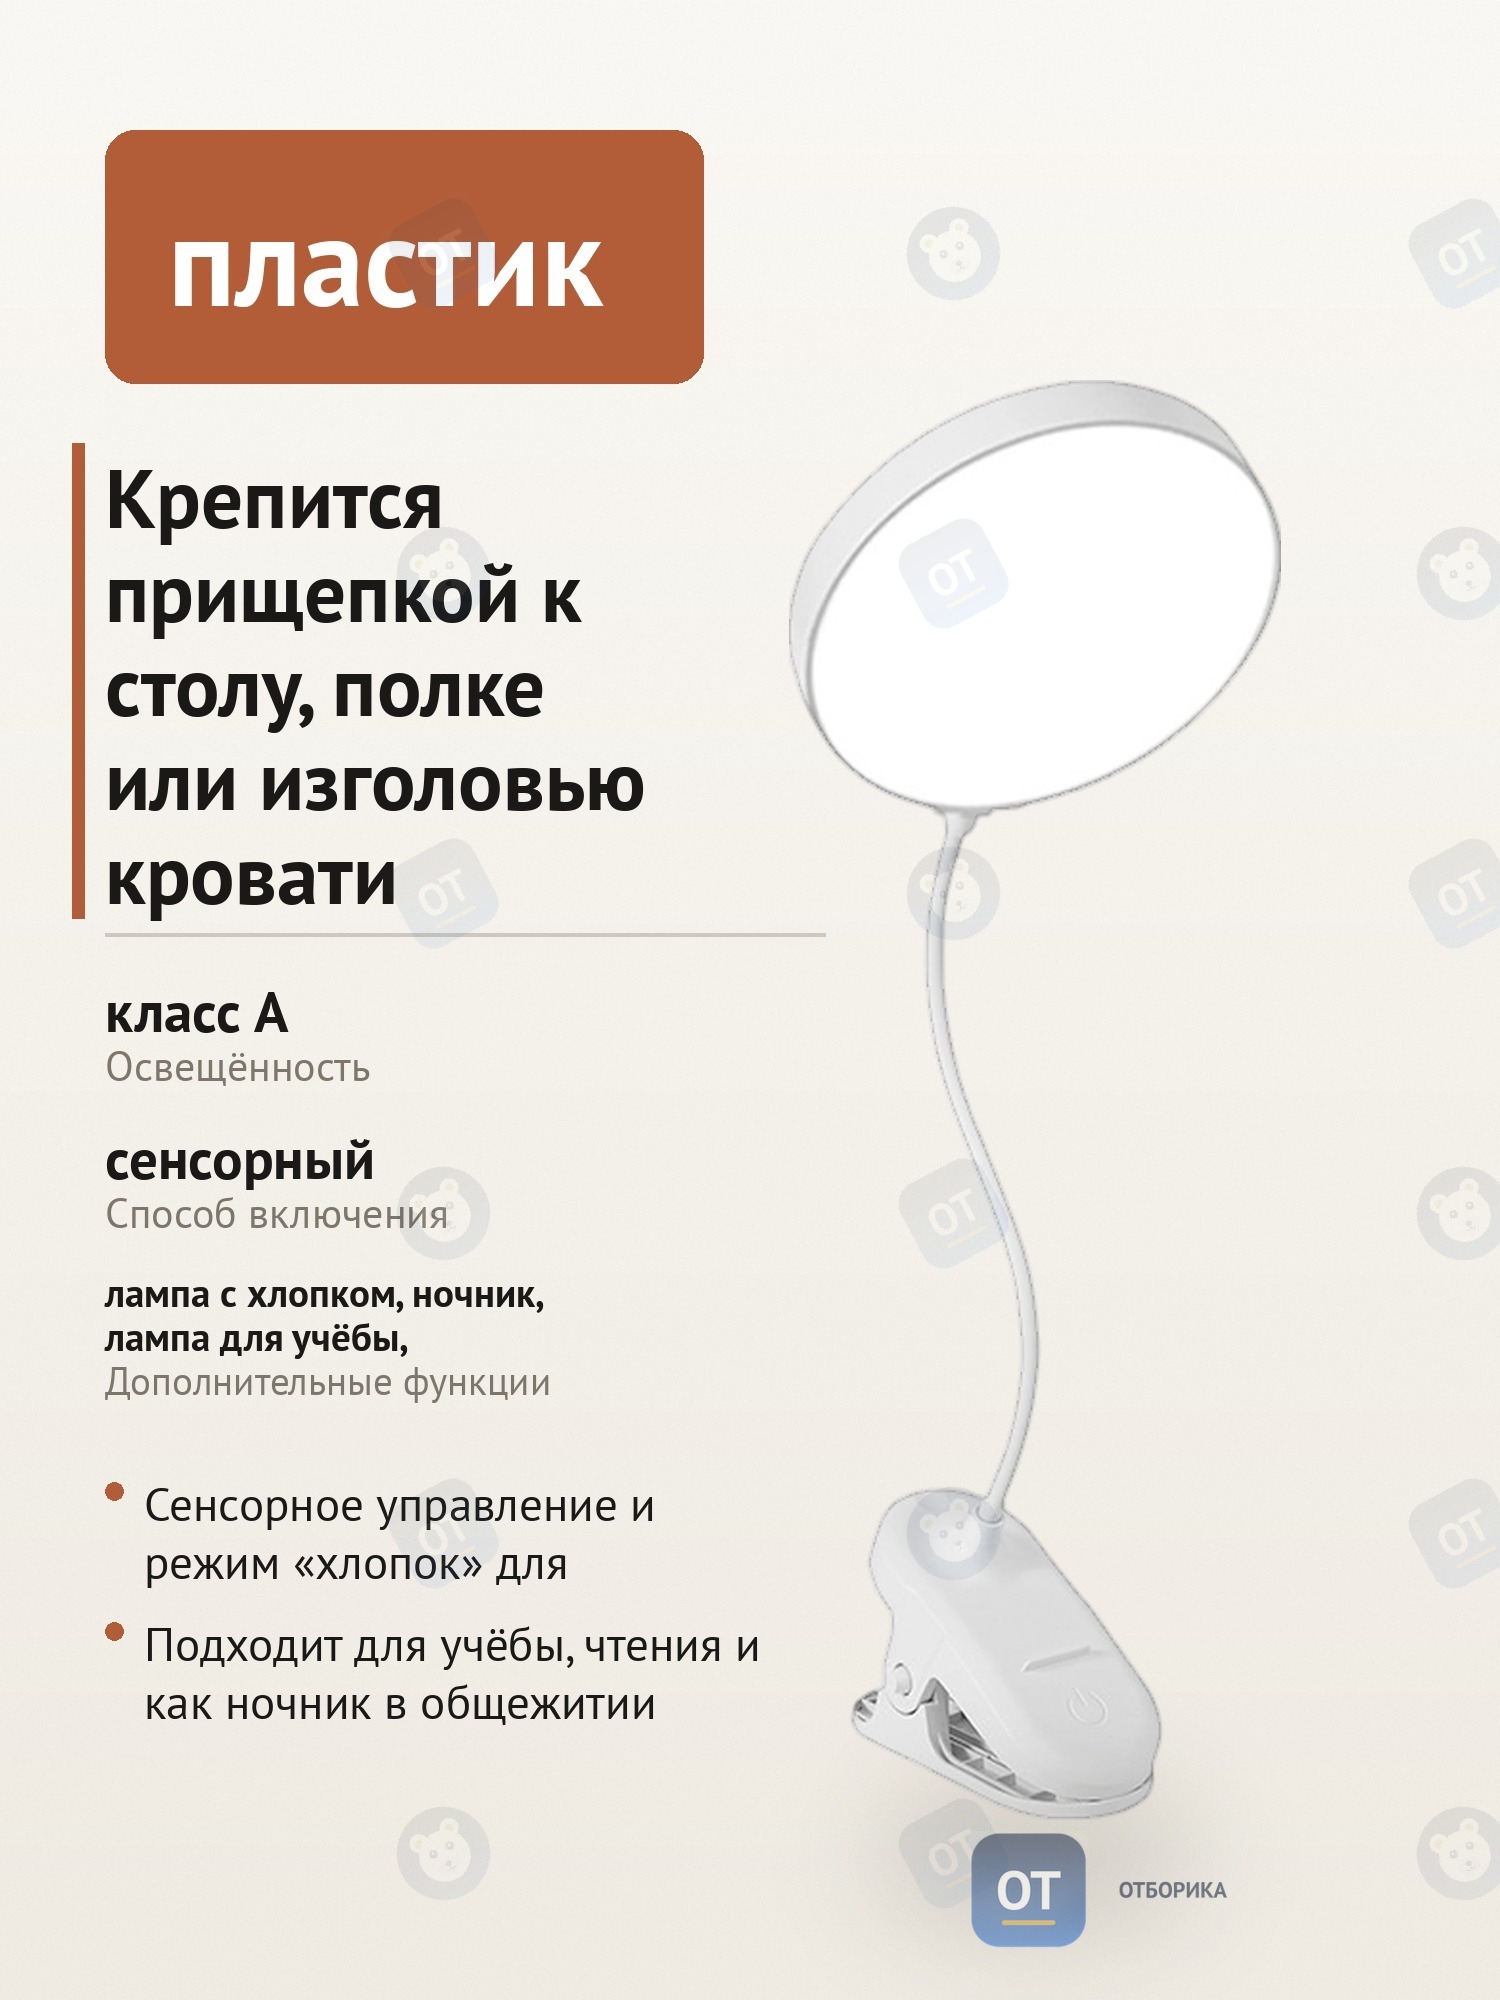 пластик
Крепится
прищепкой к
столу, полке
или изголовью
кровати
класс А
Освещённость
сенсорный
Способ включения
лампа с хлопком, ночник,
лампа для учёбы,
Дополнительные функции
Сенсорное управление и
режим «хлопок» для
Подходит для учёбы, чтения и
как ночник в общежитии
ОТ
ОТБОРИКА